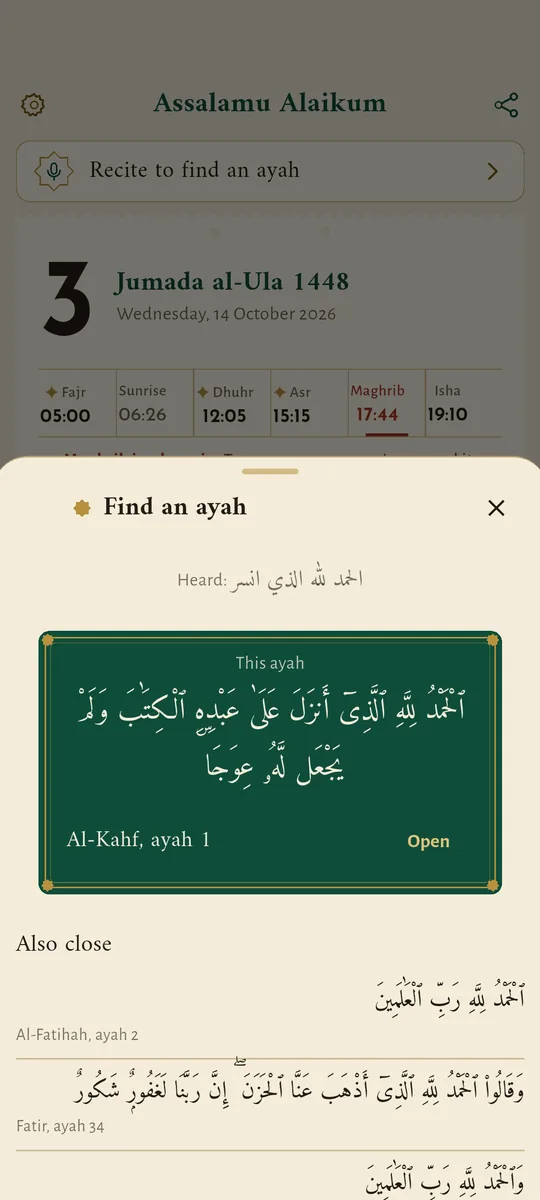 Assalamu Alaikum
Recite to find an ayah
3
Jumada al-Ula 1448
Wednesday, 14 October 2026
Fajr Sunrise Dhuhr Asr Maghrib Isha
05:00 06:26 12:05 15:15 17:44 19:10
Find an ayah
Heard: الحمد لله الذي انسر
This ayah
ٱلْحَمْدُ لِلَّهِ ٱلَّذِىٓ أَنزَلَ عَلَىٰ عَبْدِهِ ٱلْكِتَٰبَ وَلَمْ
يَجْعَل لَّهُۥ عِوَجَا
Al-Kahf, ayah 1
Open
Also close
ٱلْحَمْدُ لِلَّهِ رَبِّ ٱلْعَٰلَمِينَ
Al-Fatihah, ayah 2
وَقَالُوا۟ ٱلْحَمْدُ لِلَّهِ ٱلَّذِىٓ أَذْهَبَ عَنَّا ٱلْحَزَنَ ۖ إِنَّ رَبَّنَا لَغَفُورٌۭ شَكُورٌ
Fatir, ayah 34
وَٱلْحَمْدُ لِلَّهِ رَبِّ ٱلْعَٰلَمِينَ